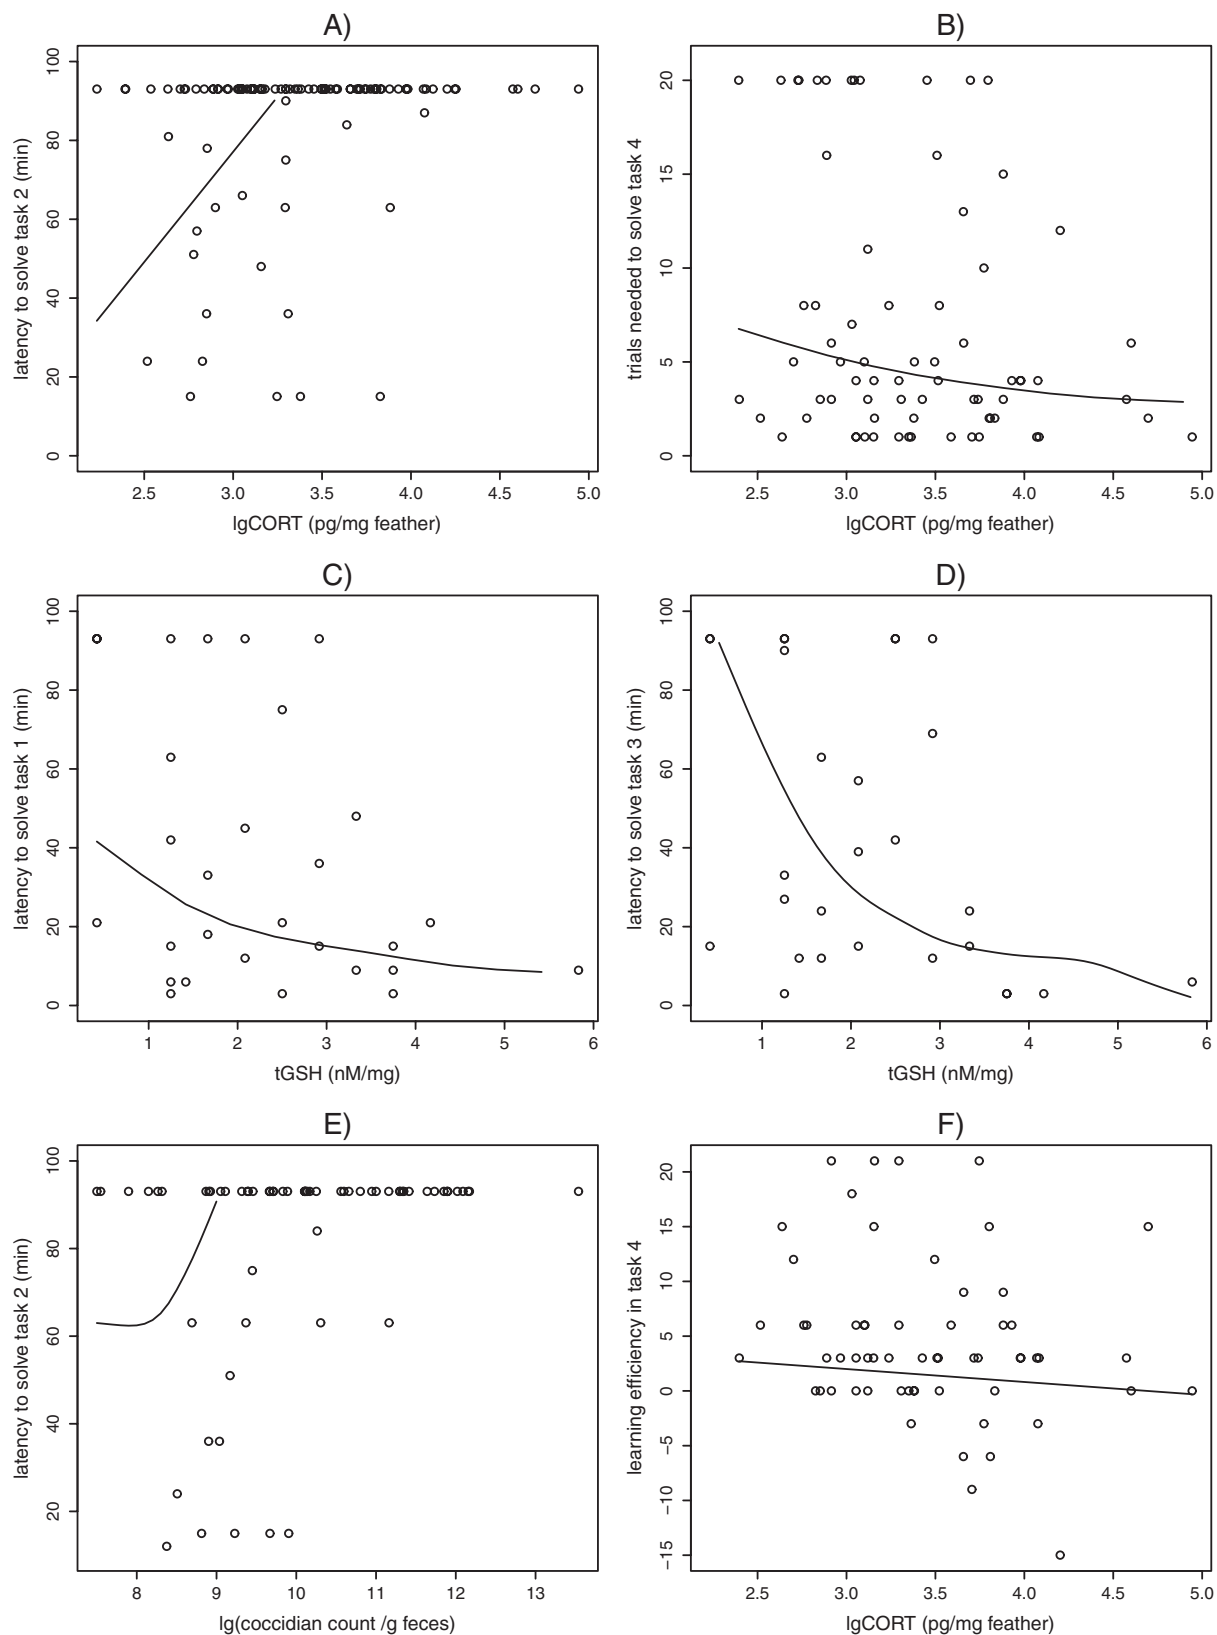 A)
latency to solve task 2 (min)
0 20 40 60 80 100
2.5 3.0 3.5 4.0 4.5 5.0
lgCORT (pg/mg feather)
B)
trials needed to solve task 4
0 5 10 15 20
2.5 3.0 3.5 4.0 4.5 5.0
lgCORT (pg/mg feather)
C)
latency to solve task 1 (min)
0 20 40 60 80 100
1 2 3 4 5 6
tGSH (nM/mg)
D)
latency to solve task 3 (min)
0 20 40 60 80 100
1 2 3 4 5 6
tGSH (nM/mg)
E)
latency to solve task 2 (min)
20 40 60 80 100
8 9 10 11 12 13
lg(coccidian count /g feces)
F)
learning efficiency in task 4
−15 −10 −5 0 5 10 15 20
2.5 3.0 3.5 4.0 4.5 5.0
lgCORT (pg/mg feather)